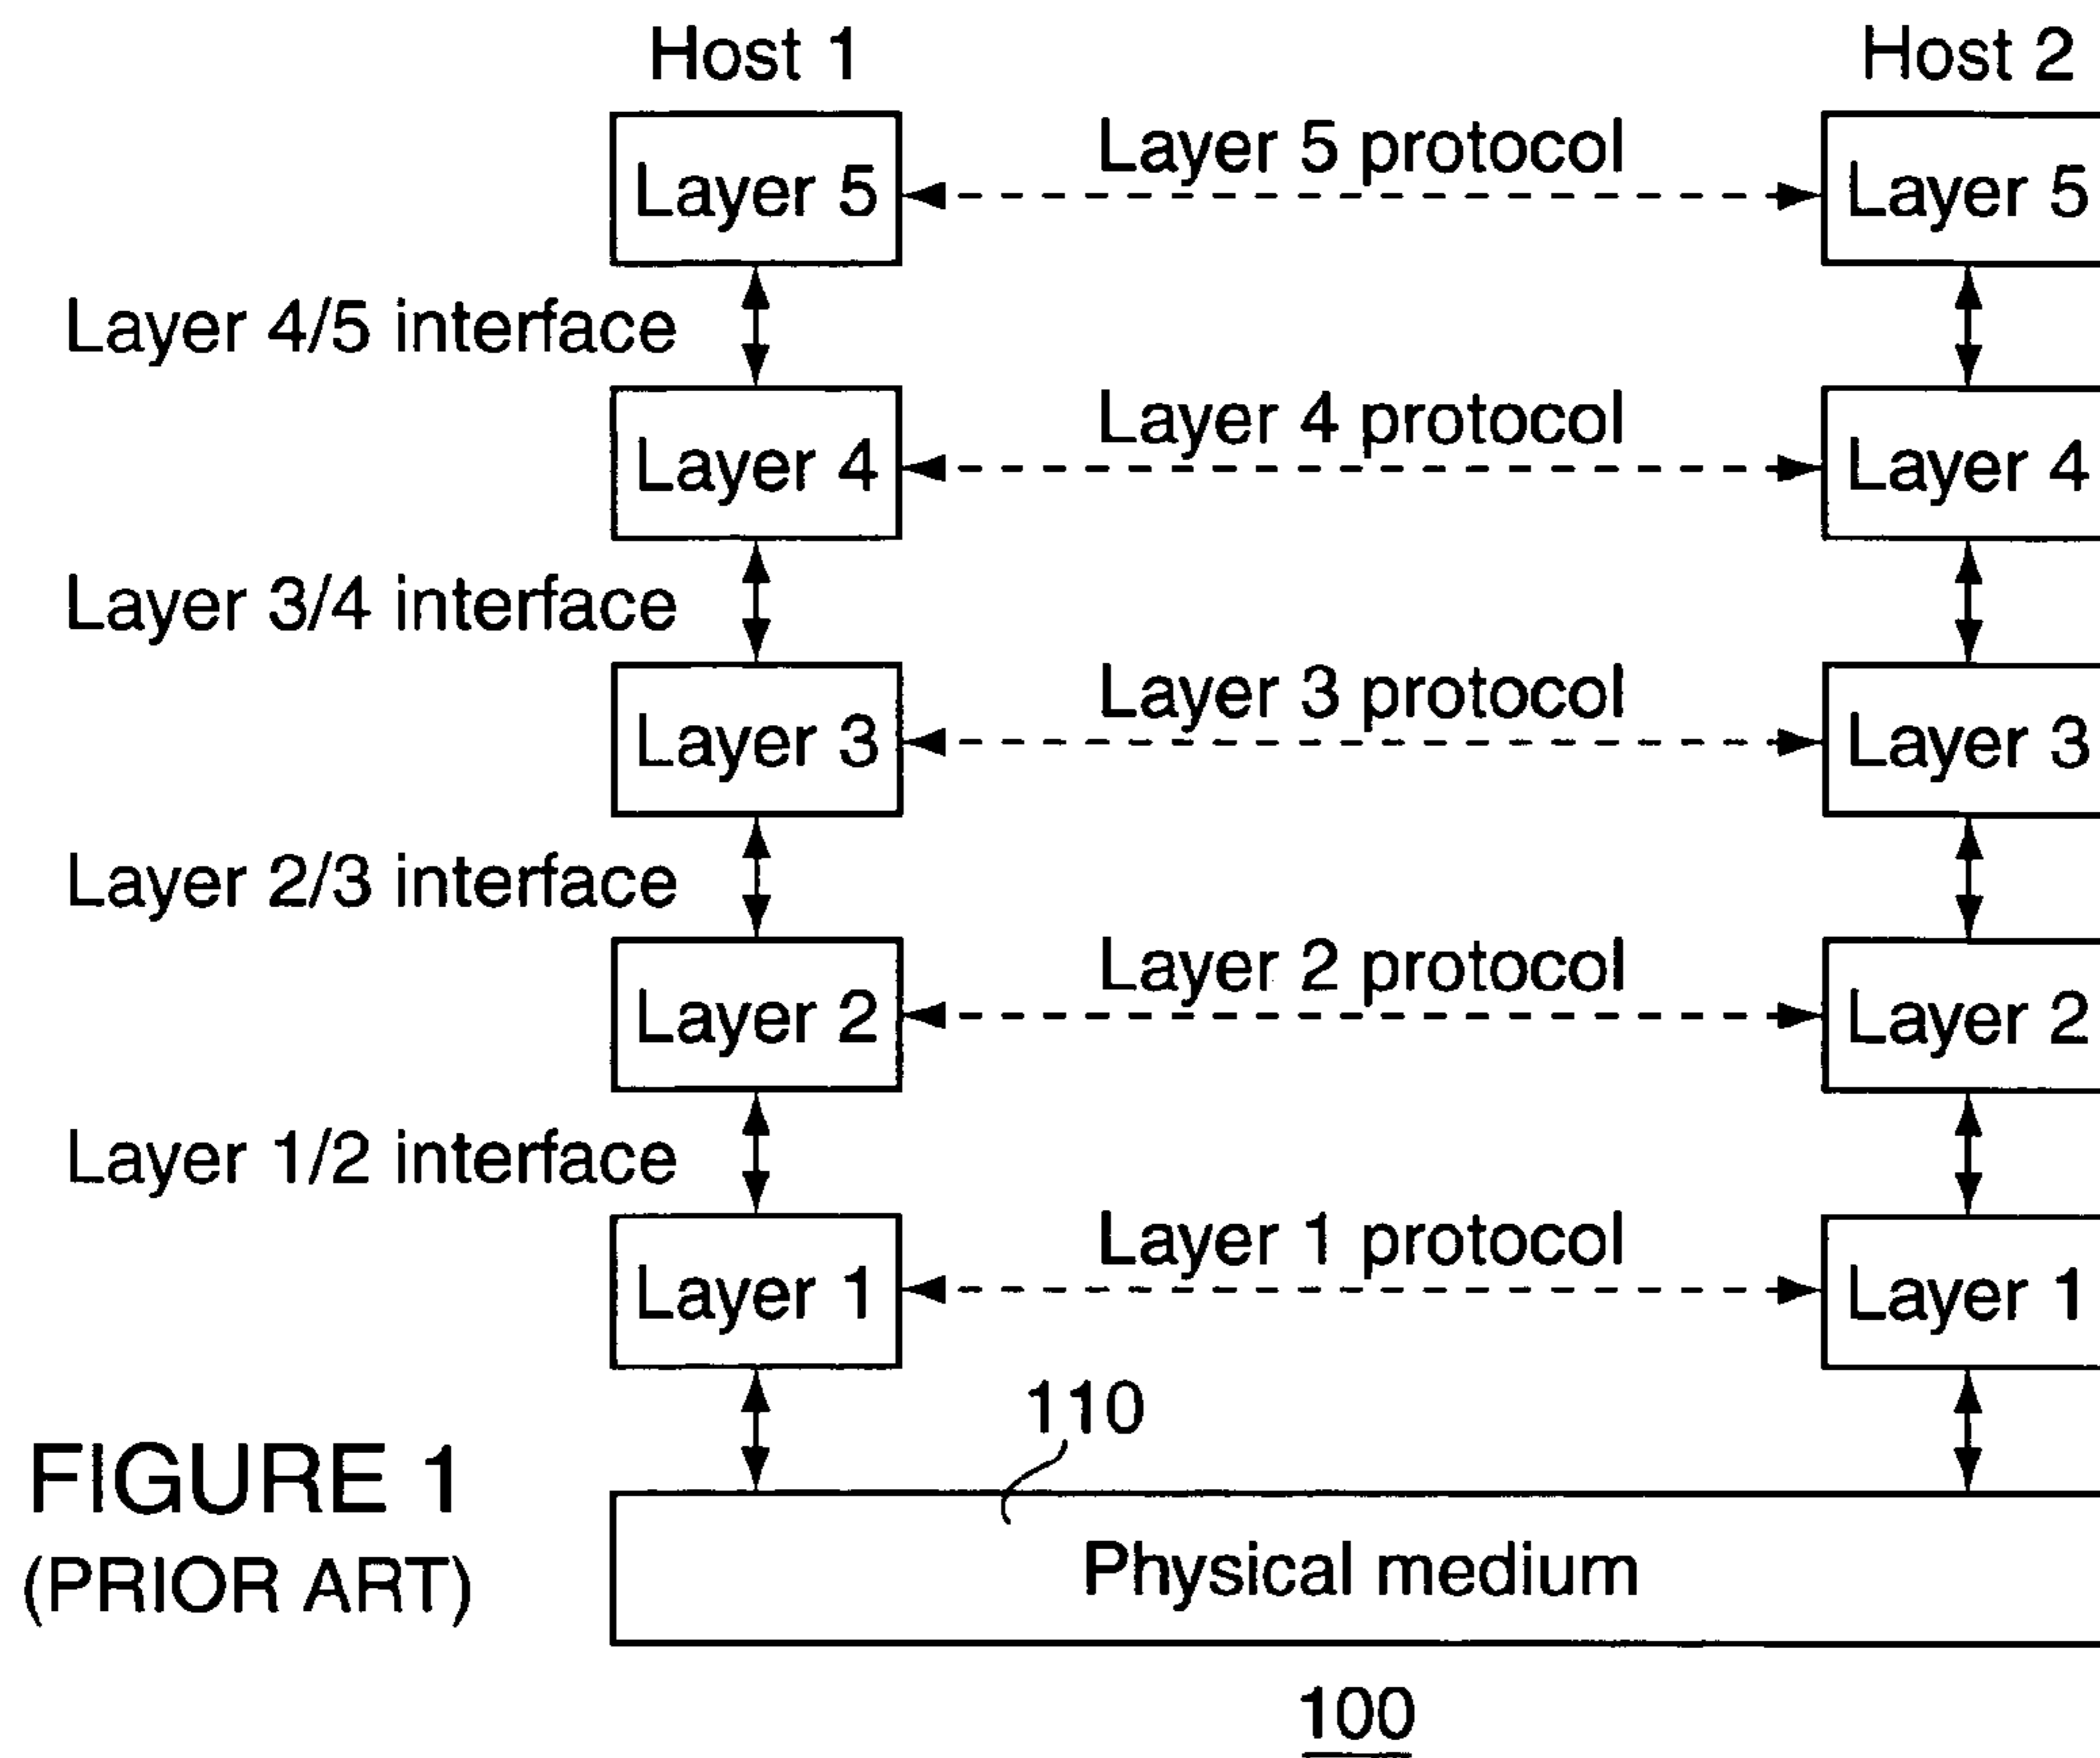 Host 1
Host 2
Layer 5
Layer 5 protocol
Layer 5
Layer 4/5 interface
Layer 4
Layer 4 protocol
Layer 4
Layer 3/4 interface
Layer 3
Layer 3 protocol
Layer 3
Layer 2/3 interface
Layer 2
Layer 2 protocol
Layer 2
Layer 1/2 interface
Layer 1
Layer 1 protocol
Layer 1
110
FIGURE 1
(PRIOR ART)
Physical medium
100